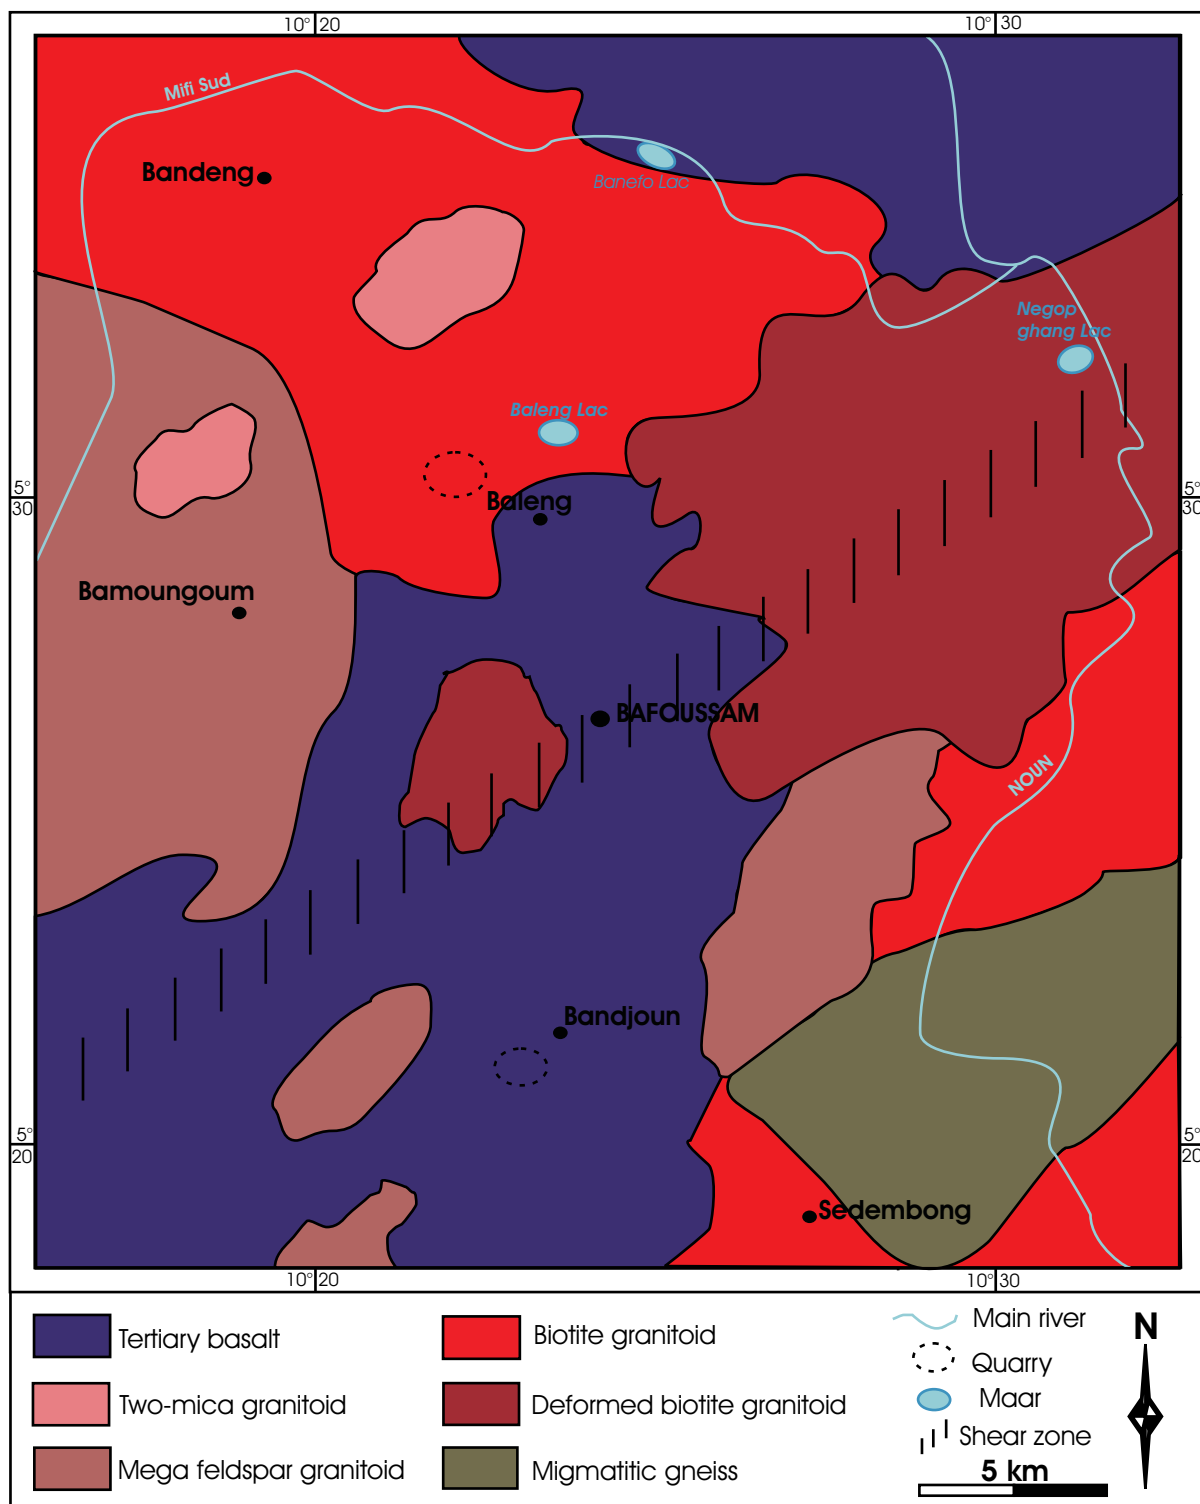 10° 20
10° 30
Mifi Sud
Bandeng
Banefo Lac
Negop
ghang Lac
Baleng Lac
5°
30
5°
30
Baleng
Bamoungoum
BAFOUSSAM
NOUN
Bandjoun
5°
20
5°
20
Sedembong
10° 20
10° 30
Tertiary basalt
Biotite granitoid
Main river
N
Quarry
Two-mica granitoid
Deformed biotite granitoid
Maar
Shear zone
Mega feldspar granitoid
Migmatitic gneiss
5 km